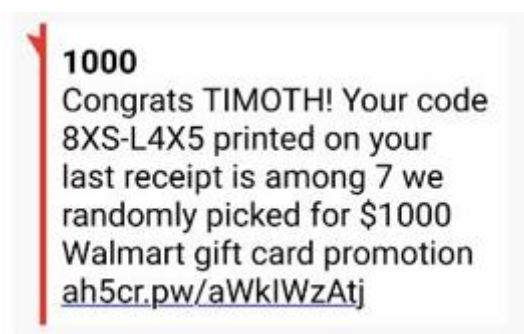 1000
Congrats TIMOTH! Your code
8XS-L4X5 printed on your
last receipt is among 7 we
randomly picked for $1000
Walmart gift card promotion
ah5cr.pw/aWkIWzAtj